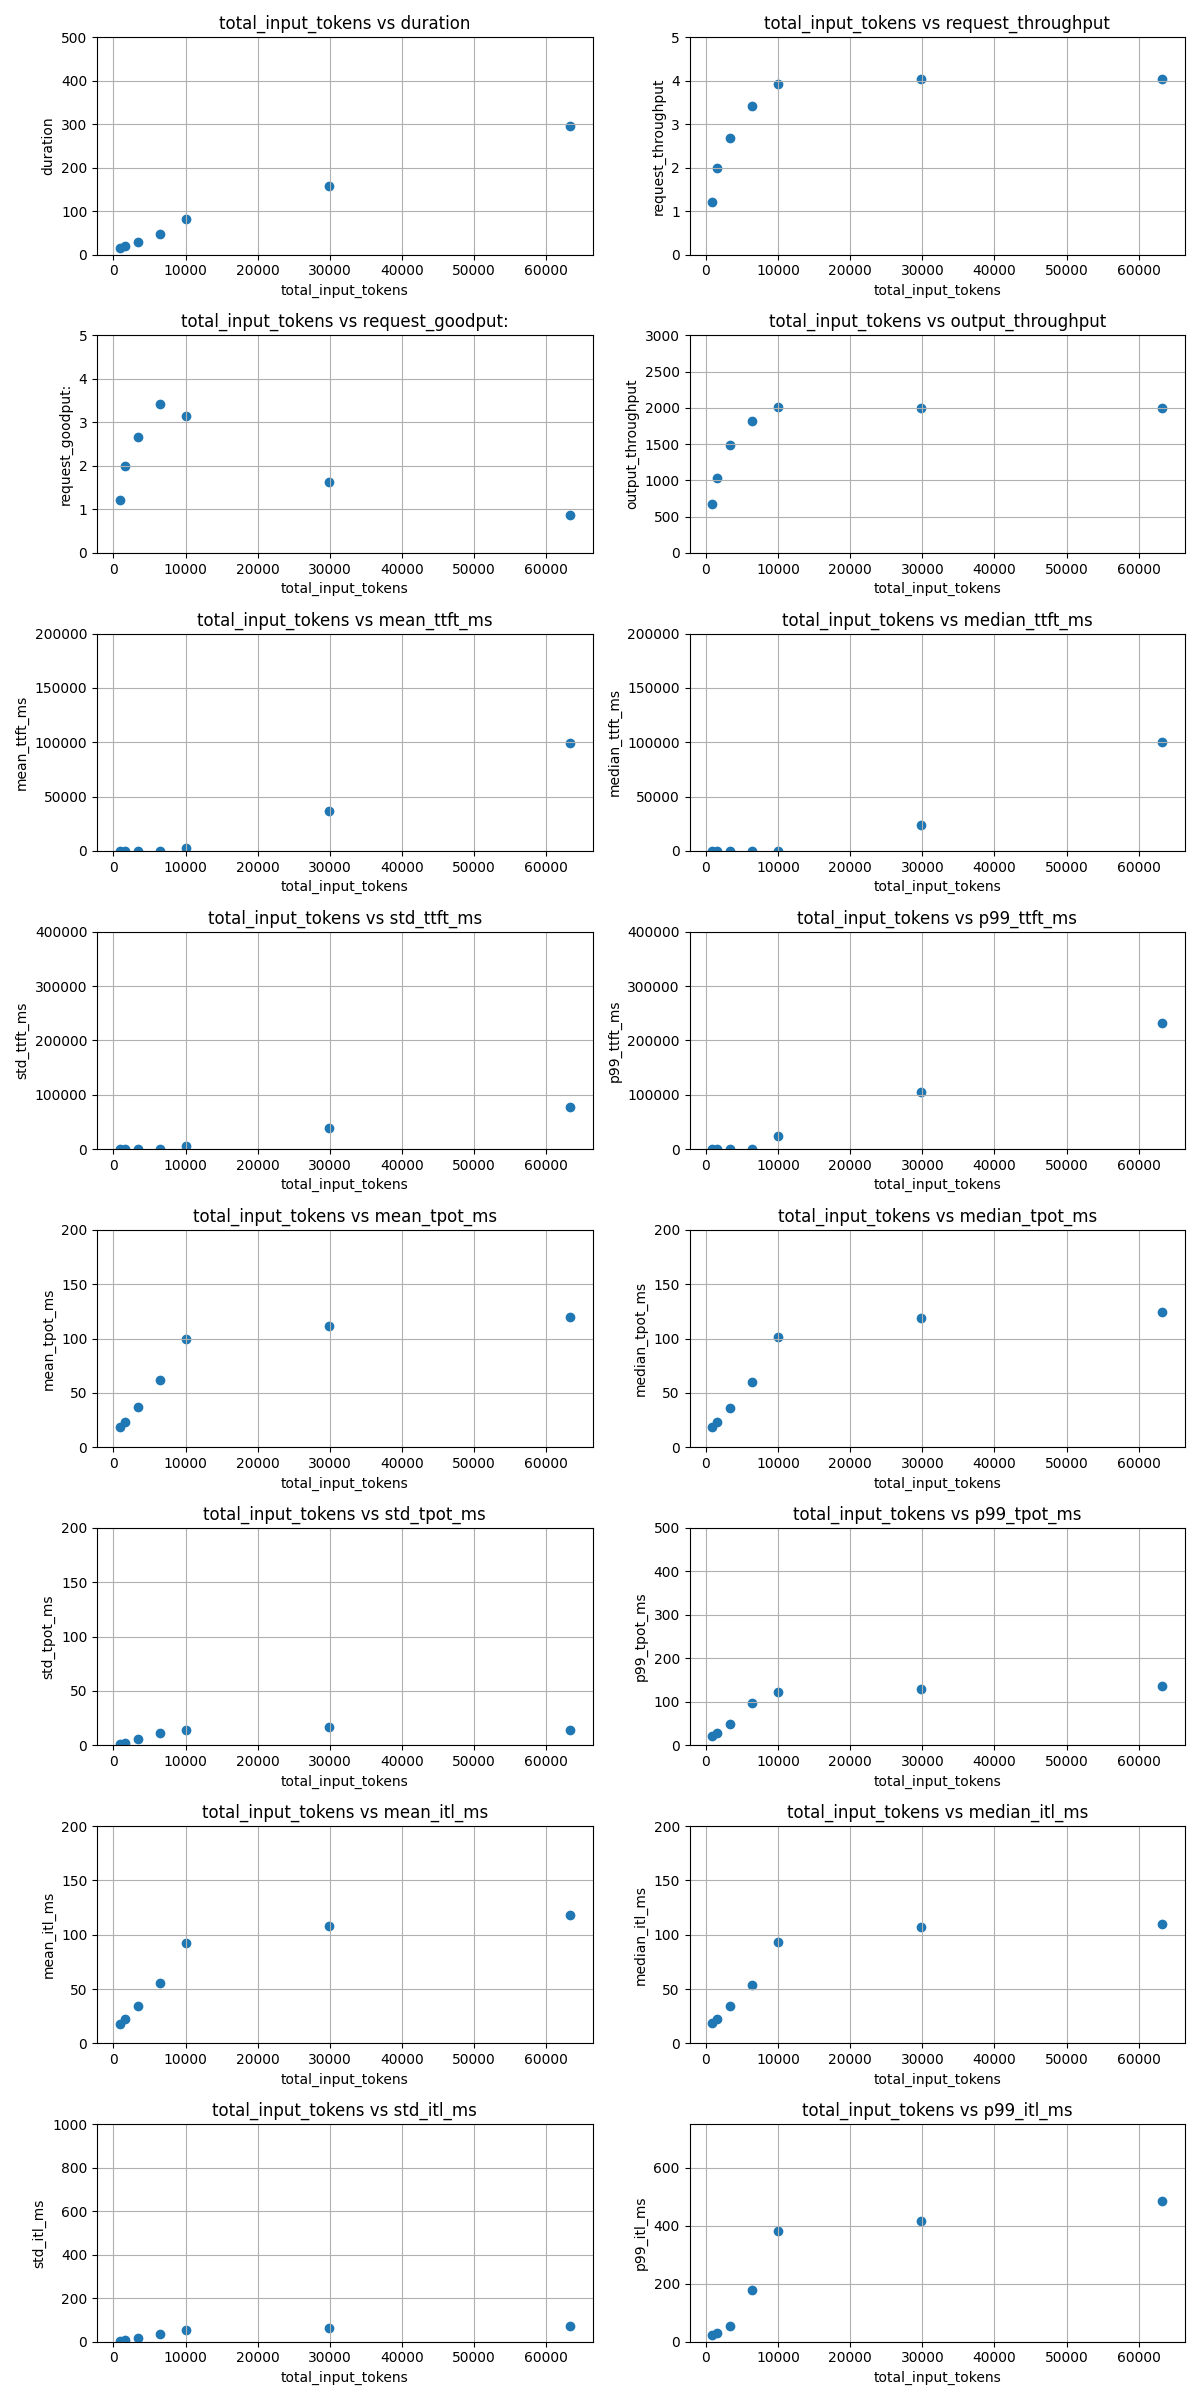 total_input_tokens vs duration
500
400
300
200
100
0
duration
0 10000 20000 30000 40000 50000 60000
total_input_tokens
total_input_tokens vs request_throughput
5
4
3
2
1
0
request_throughput
0 10000 20000 30000 40000 50000 60000
total_input_tokens
total_input_tokens vs request_goodput:
5
4
3
2
1
0
request_goodput:
0 10000 20000 30000 40000 50000 60000
total_input_tokens
total_input_tokens vs output_throughput
3000
2500
2000
1500
1000
500
0
output_throughput
0 10000 20000 30000 40000 50000 60000
total_input_tokens
total_input_tokens vs mean_ttft_ms
200000
150000
100000
50000
0
mean_ttft_ms
0 10000 20000 30000 40000 50000 60000
total_input_tokens
total_input_tokens vs median_ttft_ms
200000
150000
100000
50000
0
median_ttft_ms
0 10000 20000 30000 40000 50000 60000
total_input_tokens
total_input_tokens vs std_ttft_ms
400000
300000
200000
100000
0
std_ttft_ms
0 10000 20000 30000 40000 50000 60000
total_input_tokens
total_input_tokens vs p99_ttft_ms
400000
300000
200000
100000
0
p99_ttft_ms
0 10000 20000 30000 40000 50000 60000
total_input_tokens
total_input_tokens vs mean_tpot_ms
200
150
100
50
0
mean_tpot_ms
0 10000 20000 30000 40000 50000 60000
total_input_tokens
total_input_tokens vs median_tpot_ms
200
150
100
50
0
median_tpot_ms
0 10000 20000 30000 40000 50000 60000
total_input_tokens
total_input_tokens vs std_tpot_ms
200
150
100
50
0
std_tpot_ms
0 10000 20000 30000 40000 50000 60000
total_input_tokens
total_input_tokens vs p99_tpot_ms
500
400
300
200
100
0
p99_tpot_ms
0 10000 20000 30000 40000 50000 60000
total_input_tokens
total_input_tokens vs mean_itl_ms
200
150
100
50
0
mean_itl_ms
0 10000 20000 30000 40000 50000 60000
total_input_tokens
total_input_tokens vs median_itl_ms
200
150
100
50
0
median_itl_ms
0 10000 20000 30000 40000 50000 60000
total_input_tokens
total_input_tokens vs std_itl_ms
1000
800
600
400
200
0
std_itl_ms
0 10000 20000 30000 40000 50000 60000
total_input_tokens
total_input_tokens vs p99_itl_ms
600
400
200
0
p99_itl_ms
0 10000 20000 30000 40000 50000 60000
total_input_tokens